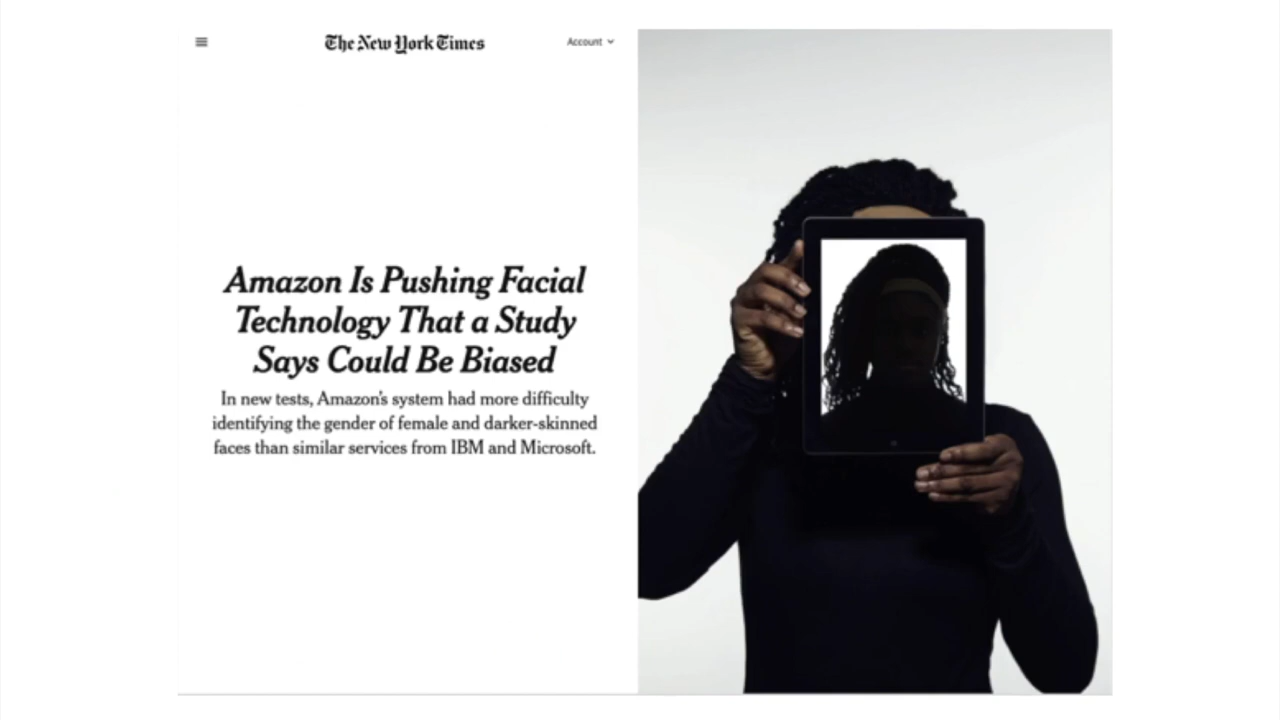 The New York Times
Account
Amazon Is Pushing Facial
Technology That a Study
Says Could Be Biased
In new tests, Amazon’s system had more difficulty
identifying the gender of female and darker-skinned
faces than similar services from IBM and Microsoft.